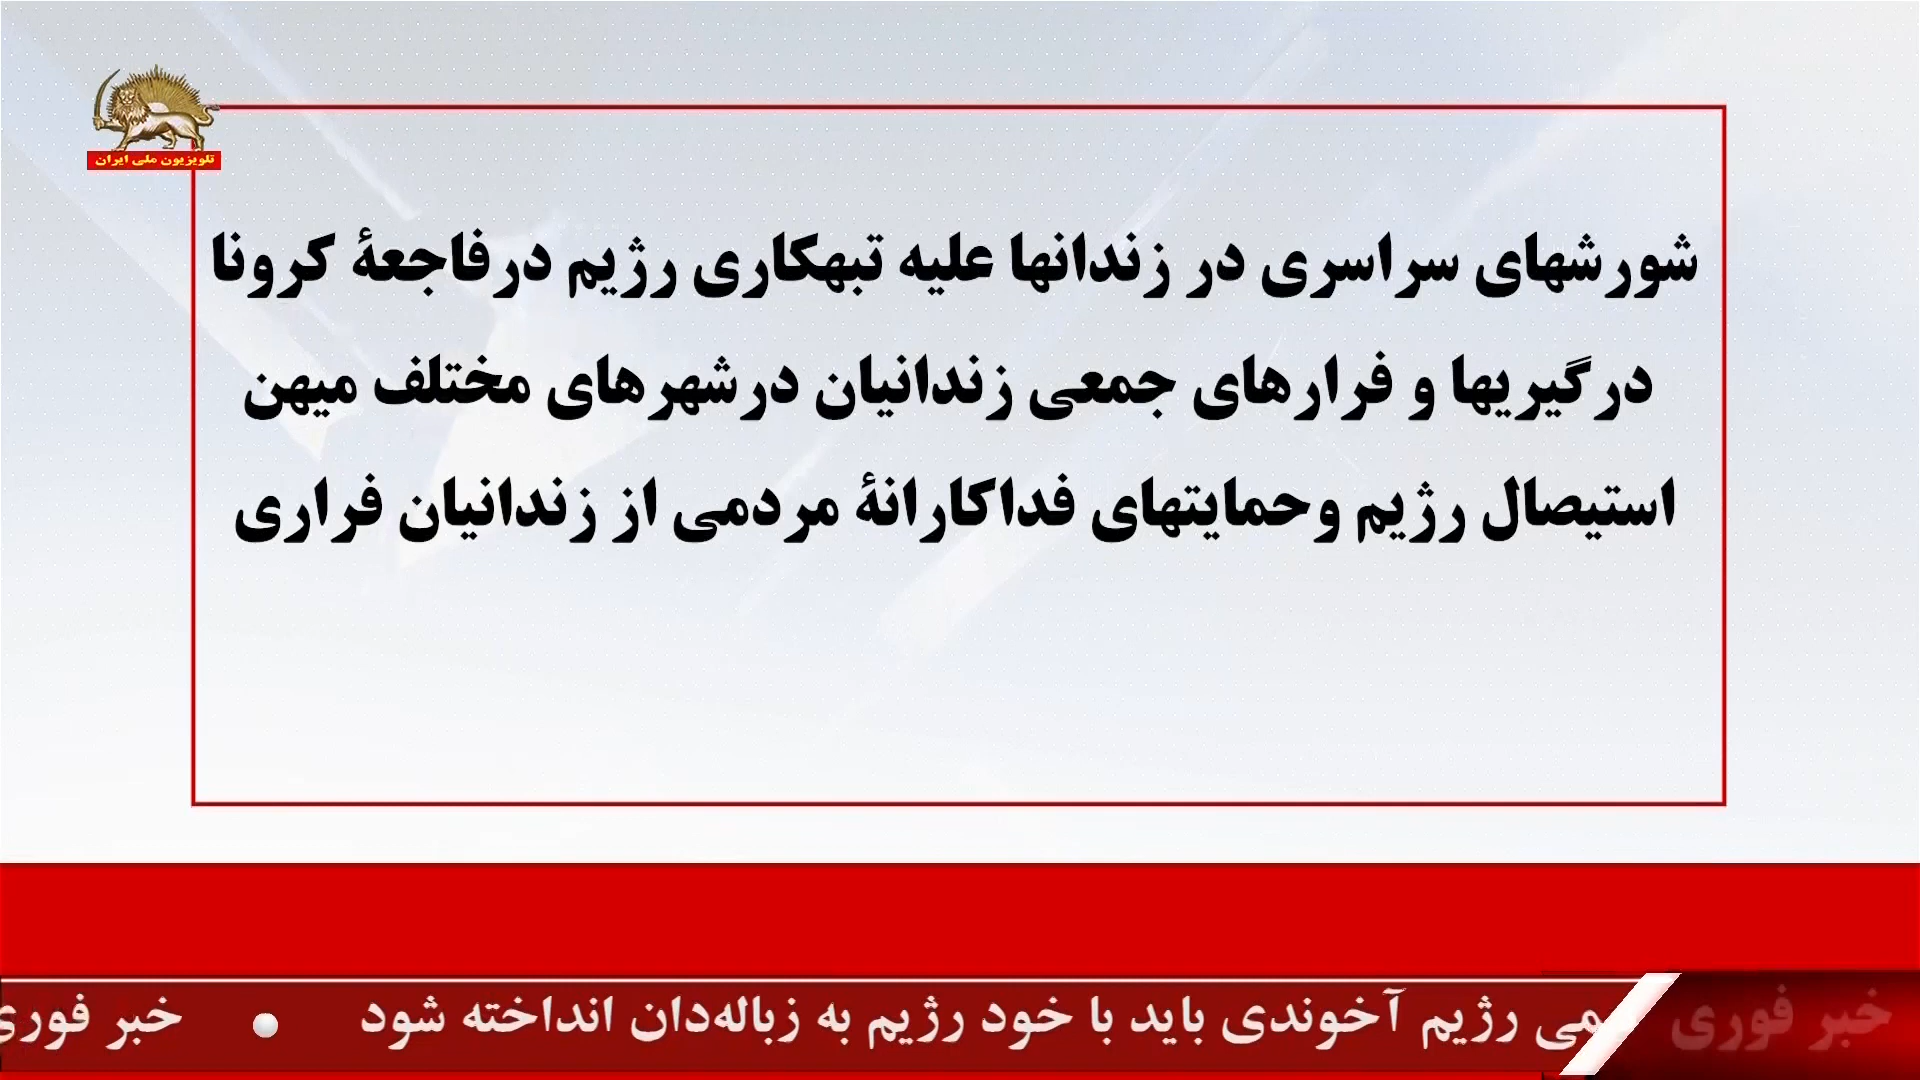 تلویزیون ملی ایران
شورشهای سراسری در زندانها علیه تبهکاری رژیم درفاجعهٔ کرونا
درگیریها و فرارهای جمعی زندانیان درشهرهای مختلف میهن
استیصال رژیم وحمایتهای فداکارانهٔ مردمی از زندانیان فراری
خبر فوری
رژیم آخوندی باید با خود رژیم به زباله‌دان انداخته شود ● خبر فوری